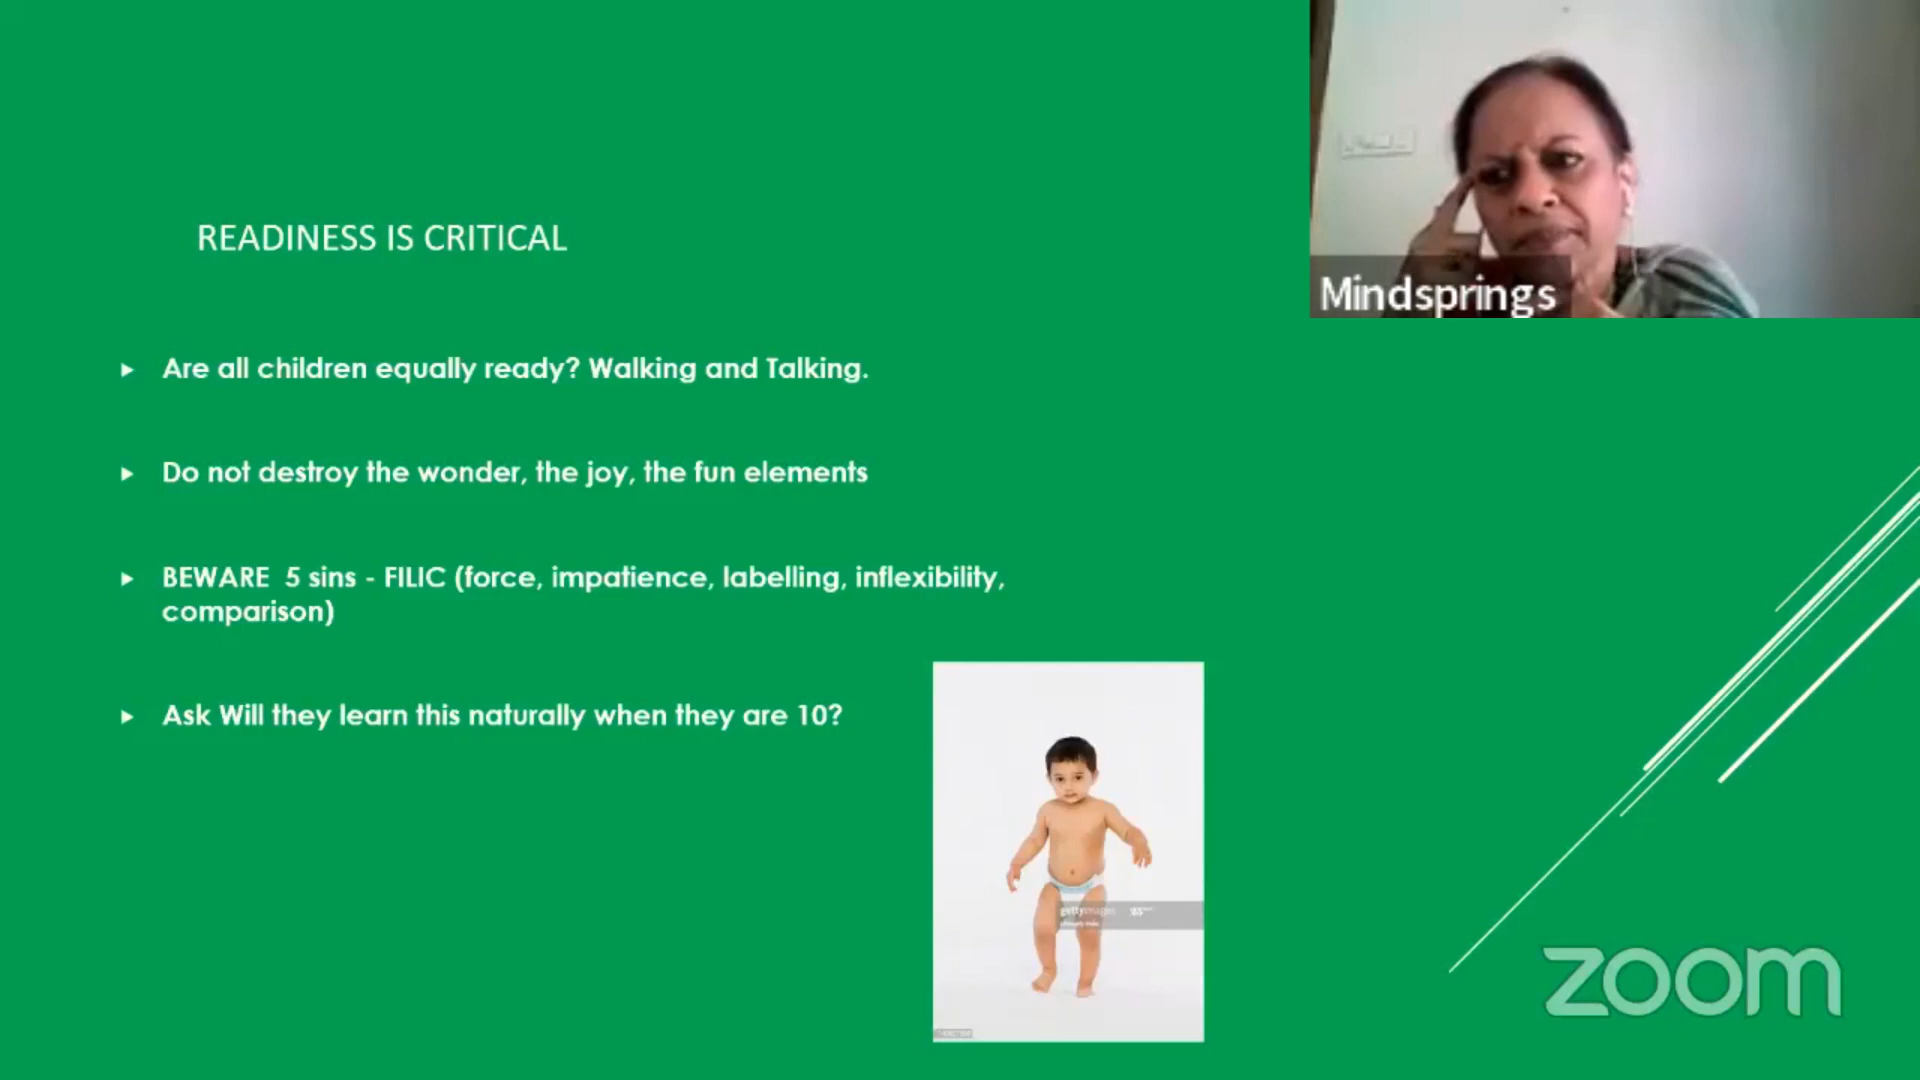 READINESS IS CRITICAL
Are all children equally ready? Walking and Talking.
Do not destroy the wonder, the joy, the fun elements
BEWARE 5 sins - FILIC (force, impatience, labelling, inflexibility,
comparison)
Ask Will they learn this naturally when they are 10?
Mindsprings
gettyimages
zoom